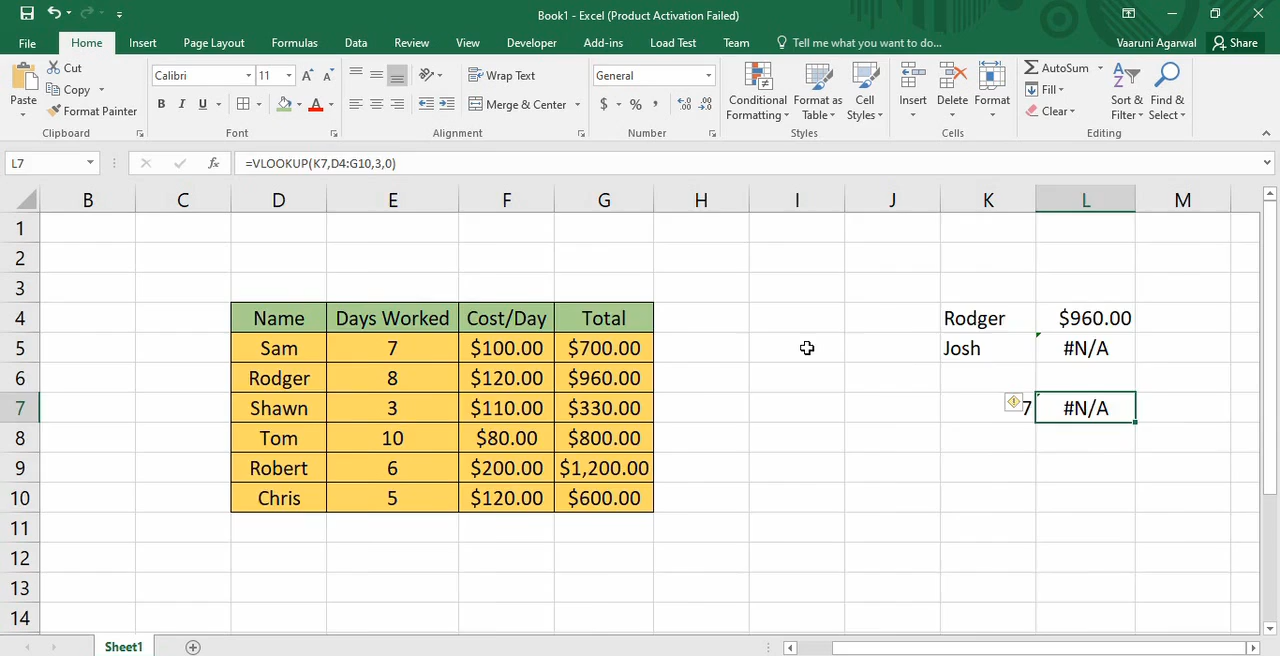 Book1 - Excel (Product Activation Failed)
File Home Insert Page Layout Formulas Data Review View Developer Add-ins Load Test Team Tell me what you want to do... Vaaruni Agarwal Share
Paste
Cut
Copy
Format Painter
Clipboard
Calibri 11
B I U
Font
Wrap Text
Merge & Center
Alignment
General
$ % ,
Number
Conditional Formatting
Format as Table
Cell Styles
Styles
Insert
Delete
Format
Cells
AutoSum
Fill
Clear
Sort & Filter
Find & Select
Editing
L7 fx =VLOOKUP(K7,D4:G10,3,0)
B C D E F G H I J K L M
1
2
3
4 Name Days Worked Cost/Day Total Rodger $960.00
5 Sam 7 $100.00 $700.00 Josh #N/A
6 Rodger 8 $120.00 $960.00
7 Shawn 3 $110.00 $330.00 7 #N/A
8 Tom 10 $80.00 $800.00
9 Robert 6 $200.00 $1,200.00
10 Chris 5 $120.00 $600.00
11
12
13
14
Sheet1